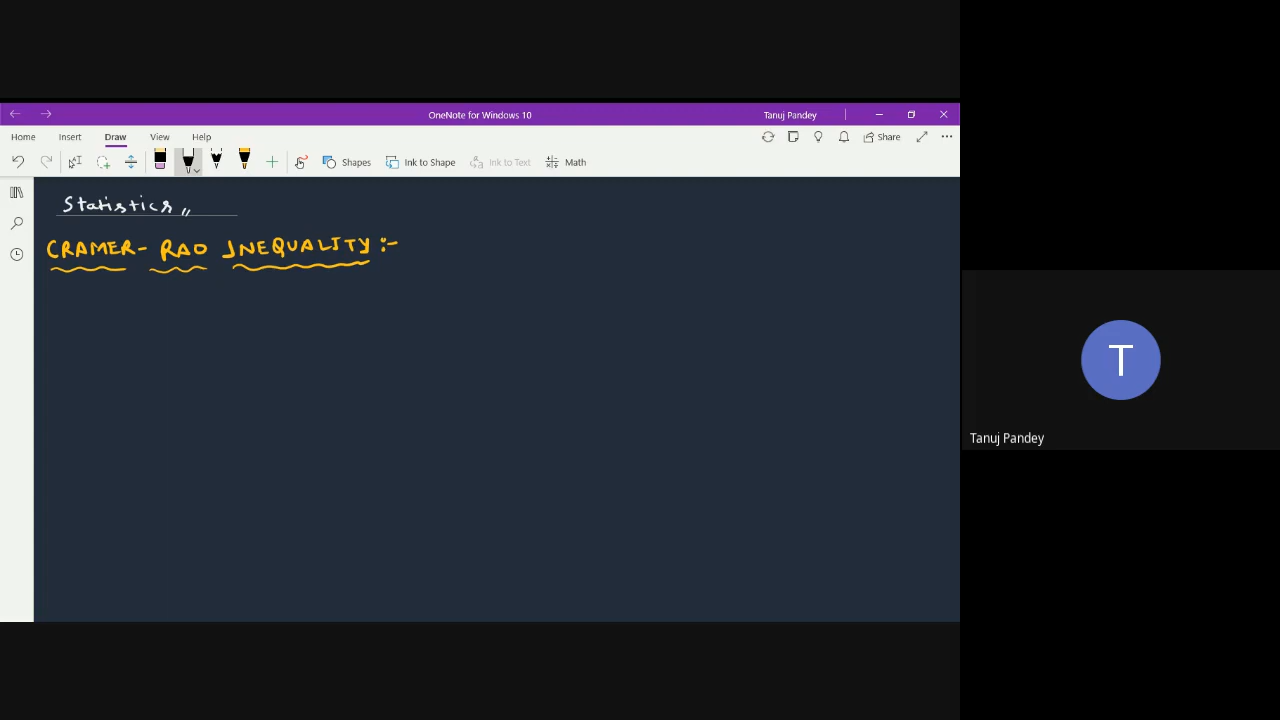 OneNote for Windows 10
Tanuj Pandey
Home Insert Draw View Help
Share
Shapes Ink to Shape Ink to Text Math
Statistics,,
CRAMER- RAO INEQUALITY :-
T
Tanuj Pandey